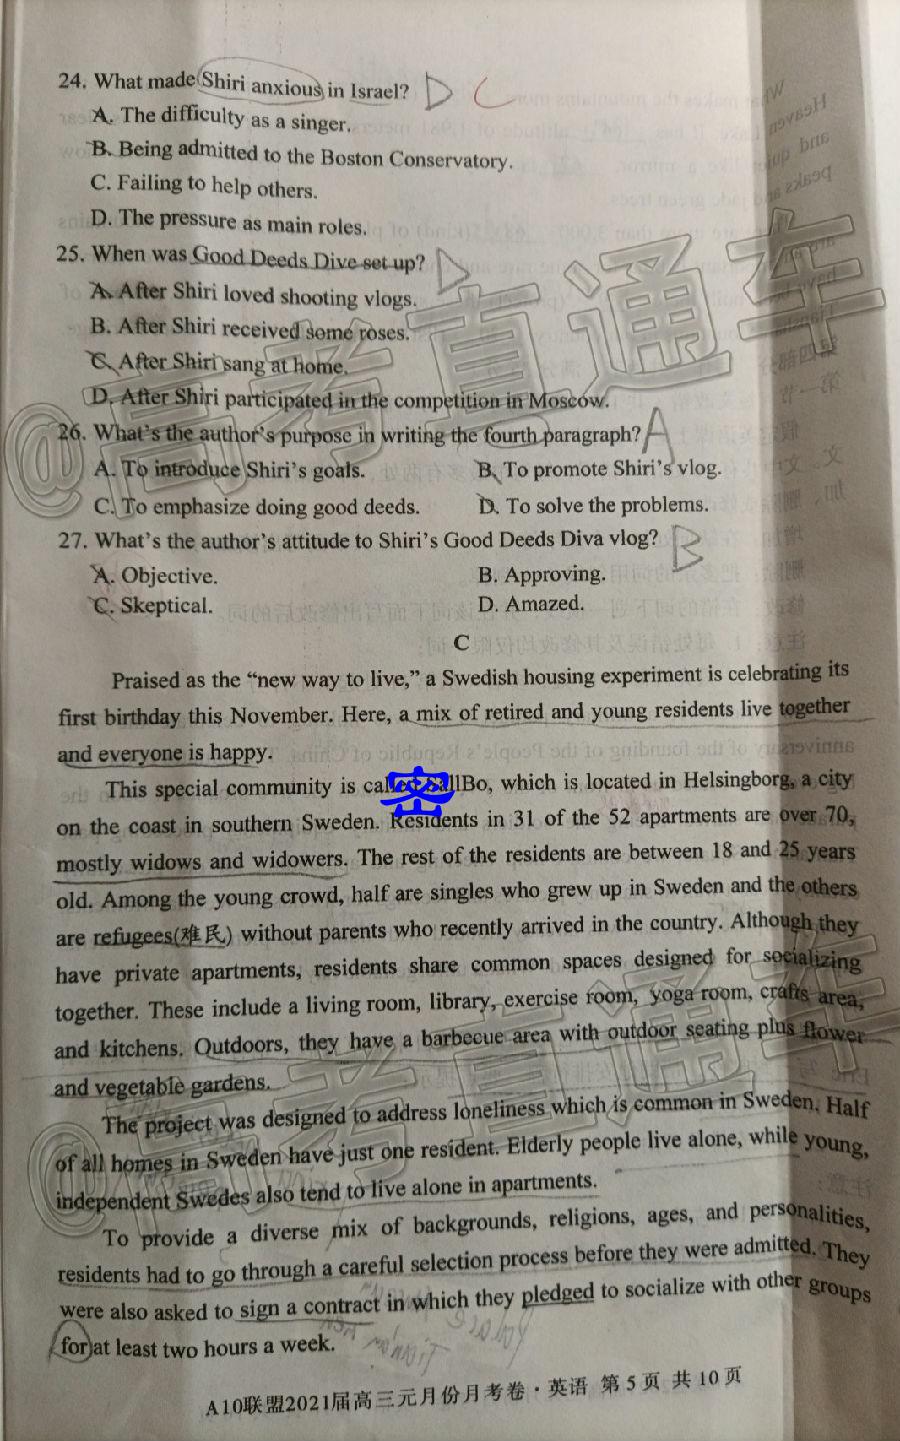 24. What made Shiri anxious in Israel? D C
A. The difficulty as a singer.
B. Being admitted to the Boston Conservatory.
C. Failing to help others.
D. The pressure as main roles.
25. When was Good Deeds Dive set up? D
A. After Shiri loved shooting vlogs.
B. After Shiri received some roses.
C. After Shiri sang at home.
D. After Shiri participated in the competition in Moscow.
26. What's the author's purpose in writing the fourth paragraph? A
A. To introduce Shiri's goals. B. To promote Shiri's vlog.
C. To emphasize doing good deeds. D. To solve the problems.
27. What's the author's attitude to Shiri's Good Deeds Diva vlog? B
A. Objective. B. Approving.
C. Skeptical. D. Amazed.
C
Praised as the “new way to live,” a Swedish housing experiment is celebrating its
first birthday this November. Here, a mix of retired and young residents live together
and everyone is happy.
This special community is called SallBo, which is located in Helsingborg, a city
on the coast in southern Sweden. Residents in 31 of the 52 apartments are over 70,
mostly widows and widowers. The rest of the residents are between 18 and 25 years
old. Among the young crowd, half are singles who grew up in Sweden and the others
are refugees(难民) without parents who recently arrived in the country. Although they
have private apartments, residents share common spaces designed for socializing
together. These include a living room, library, exercise room, yoga room, crafts area,
and kitchens. Outdoors, they have a barbecue area with outdoor seating plus flower
and vegetable gardens.
The project was designed to address loneliness which is common in Sweden. Half
of all homes in Sweden have just one resident. Elderly people live alone, while young,
independent Swedes also tend to live alone in apartments.
To provide a diverse mix of backgrounds, religions, ages, and personalities,
residents had to go through a careful selection process before they were admitted. They
were also asked to sign a contract in which they pledged to socialize with other groups
for at least two hours a week.
A10联盟2021届高三元月份月考卷·英语 第5页 共10页
@高考直通车
@高考直通车
密